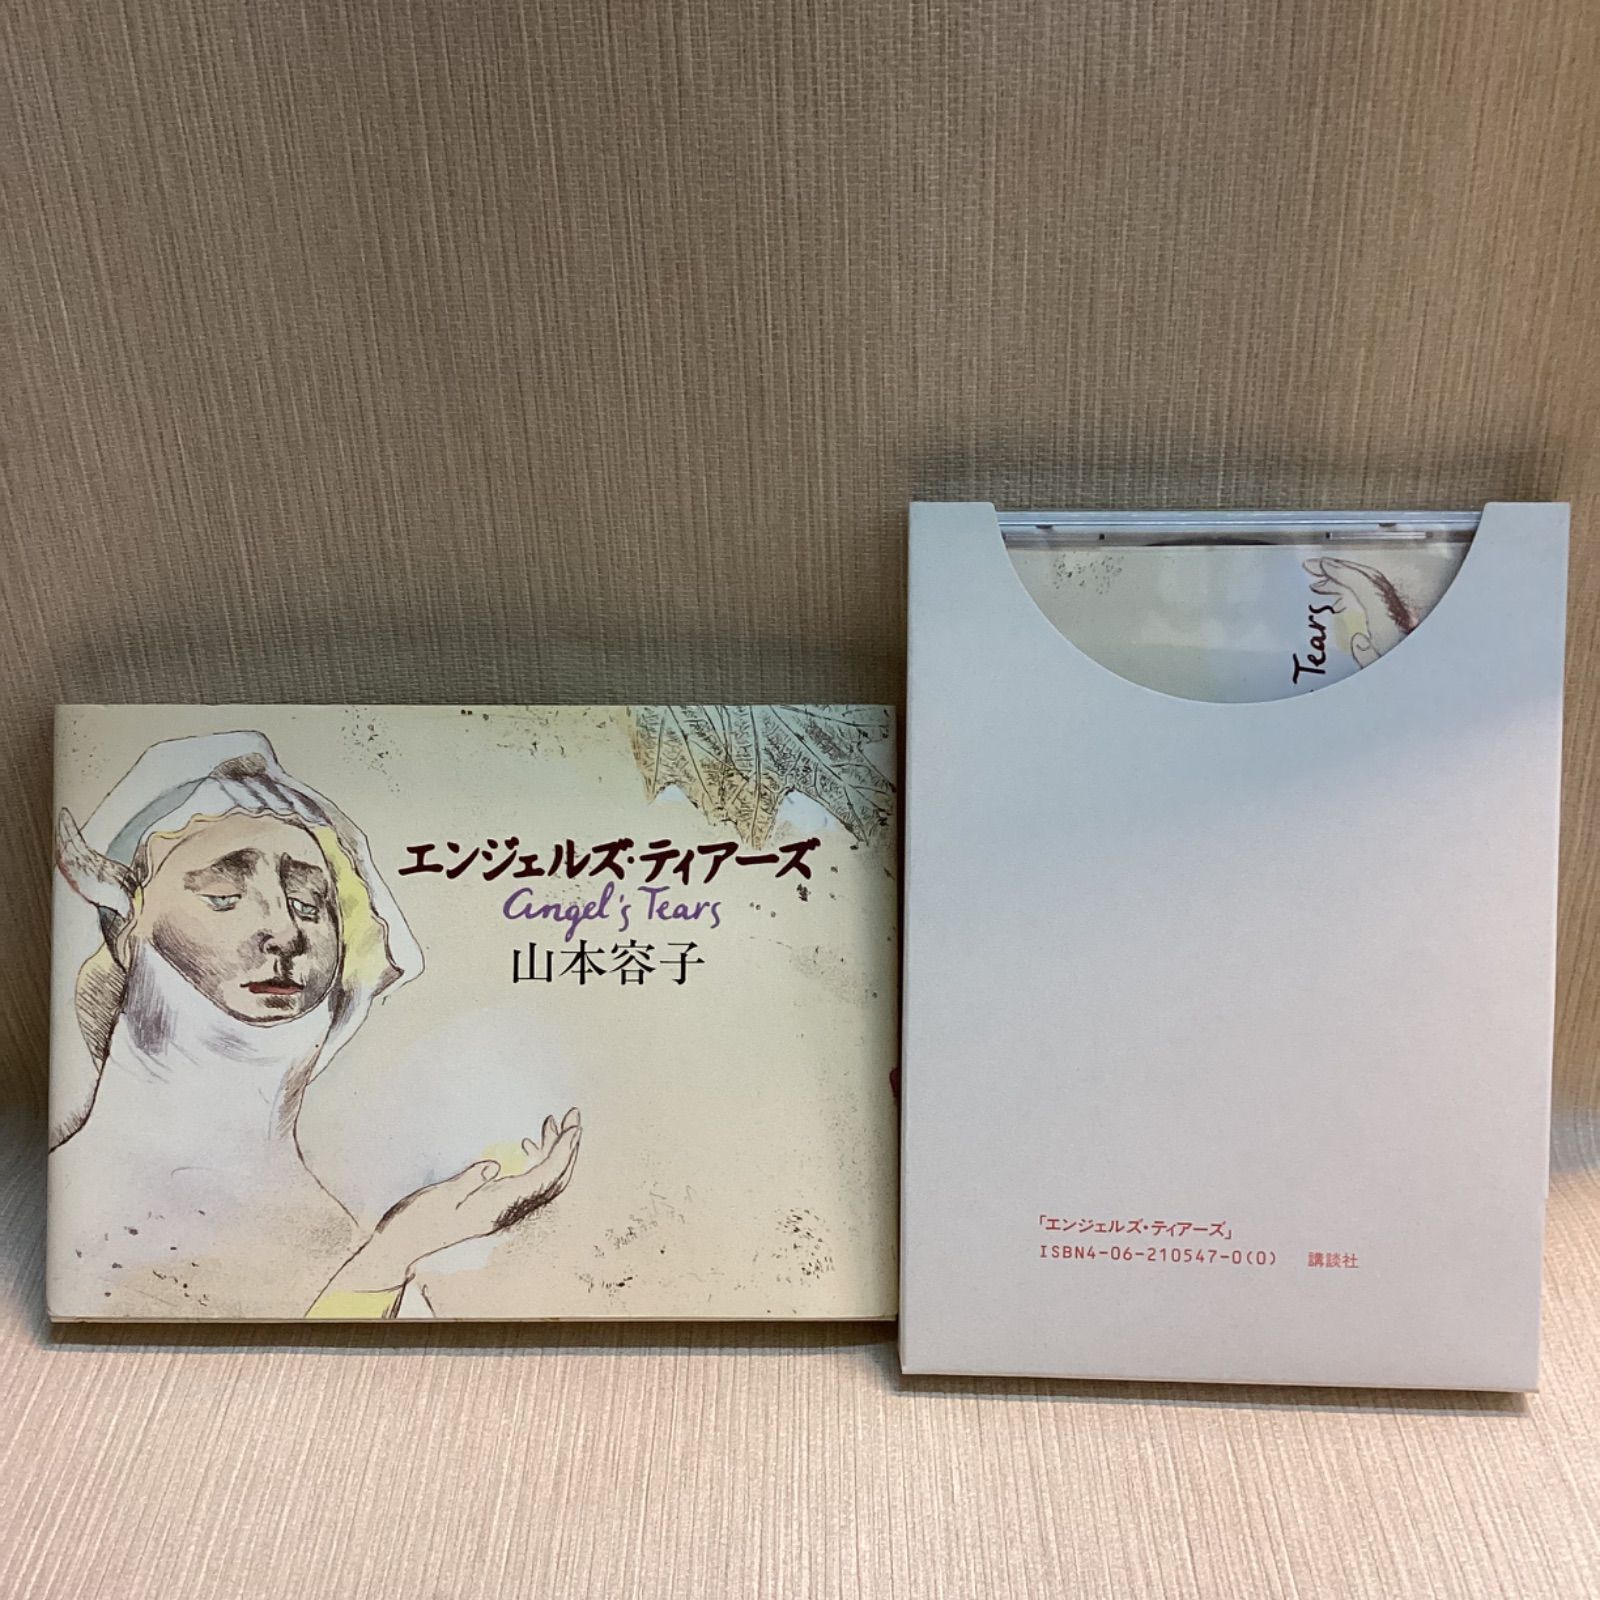 エンジェルズ・ティアーズ
Angel's Tears
山本容子
Tears
「エンジェルズ・ティアーズ」
ISBN4-06-210547-0(0) 講談社